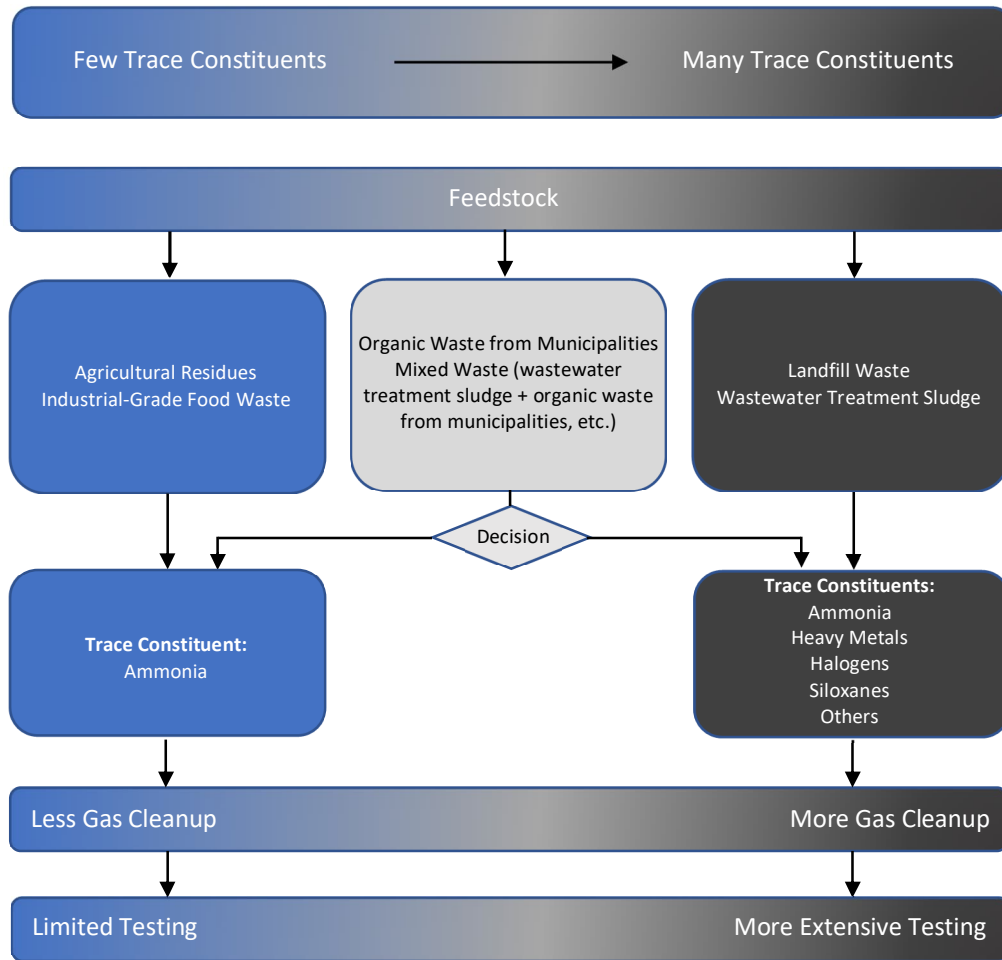 Few Trace Constituents
Many Trace Constituents
Feedstock
Agricultural Residues
Industrial-Grade Food Waste
Organic Waste from Municipalities
Mixed Waste (wastewater
treatment sludge + organic waste
from municipalities, etc.)
Landfill Waste
Wastewater Treatment Sludge
Decision
Trace Constituent:
Ammonia
Trace Constituents:
Ammonia
Heavy Metals
Halogens
Siloxanes
Others
Less Gas Cleanup
More Gas Cleanup
Limited Testing
More Extensive Testing